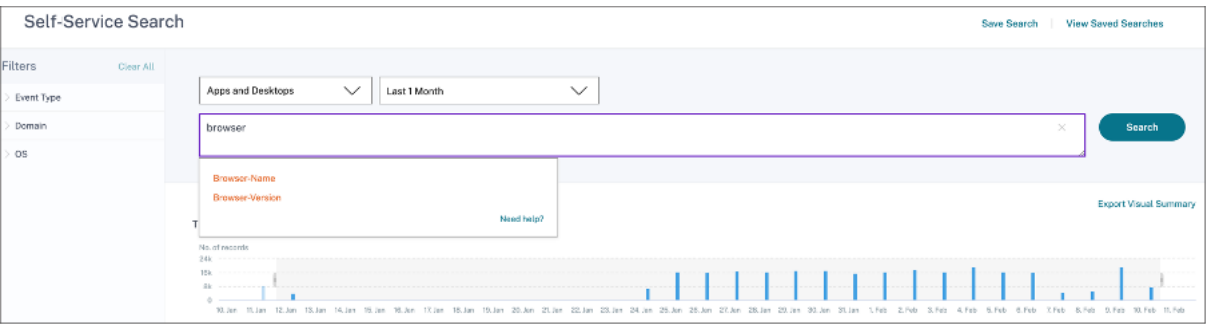 Self-Service Search
Save Search
View Saved Searches
Filters
Clear All
Event Type
Domain
OS
Apps and Desktops
Last 1 Month
browser
Search
Browser-Name
Browser-Version
Need help?
Export Visual Summary
T
No. of records
24k
15k
8k
0
10. Jan 11. Jan 12. Jan 13. Jan 14. Jan 15. Jan 16. Jan 17. Jan 18. Jan 19. Jan 20. Jan 21. Jan 22. Jan 23. Jan 24. Jan 25. Jan 26. Jan 27. Jan 28. Jan 29. Jan 30. Jan 31. Jan 1. Feb 2. Feb 3. Feb 4. Feb 5. Feb 6. Feb 7. Feb 8. Feb 9. Feb 10. Feb 11. Feb